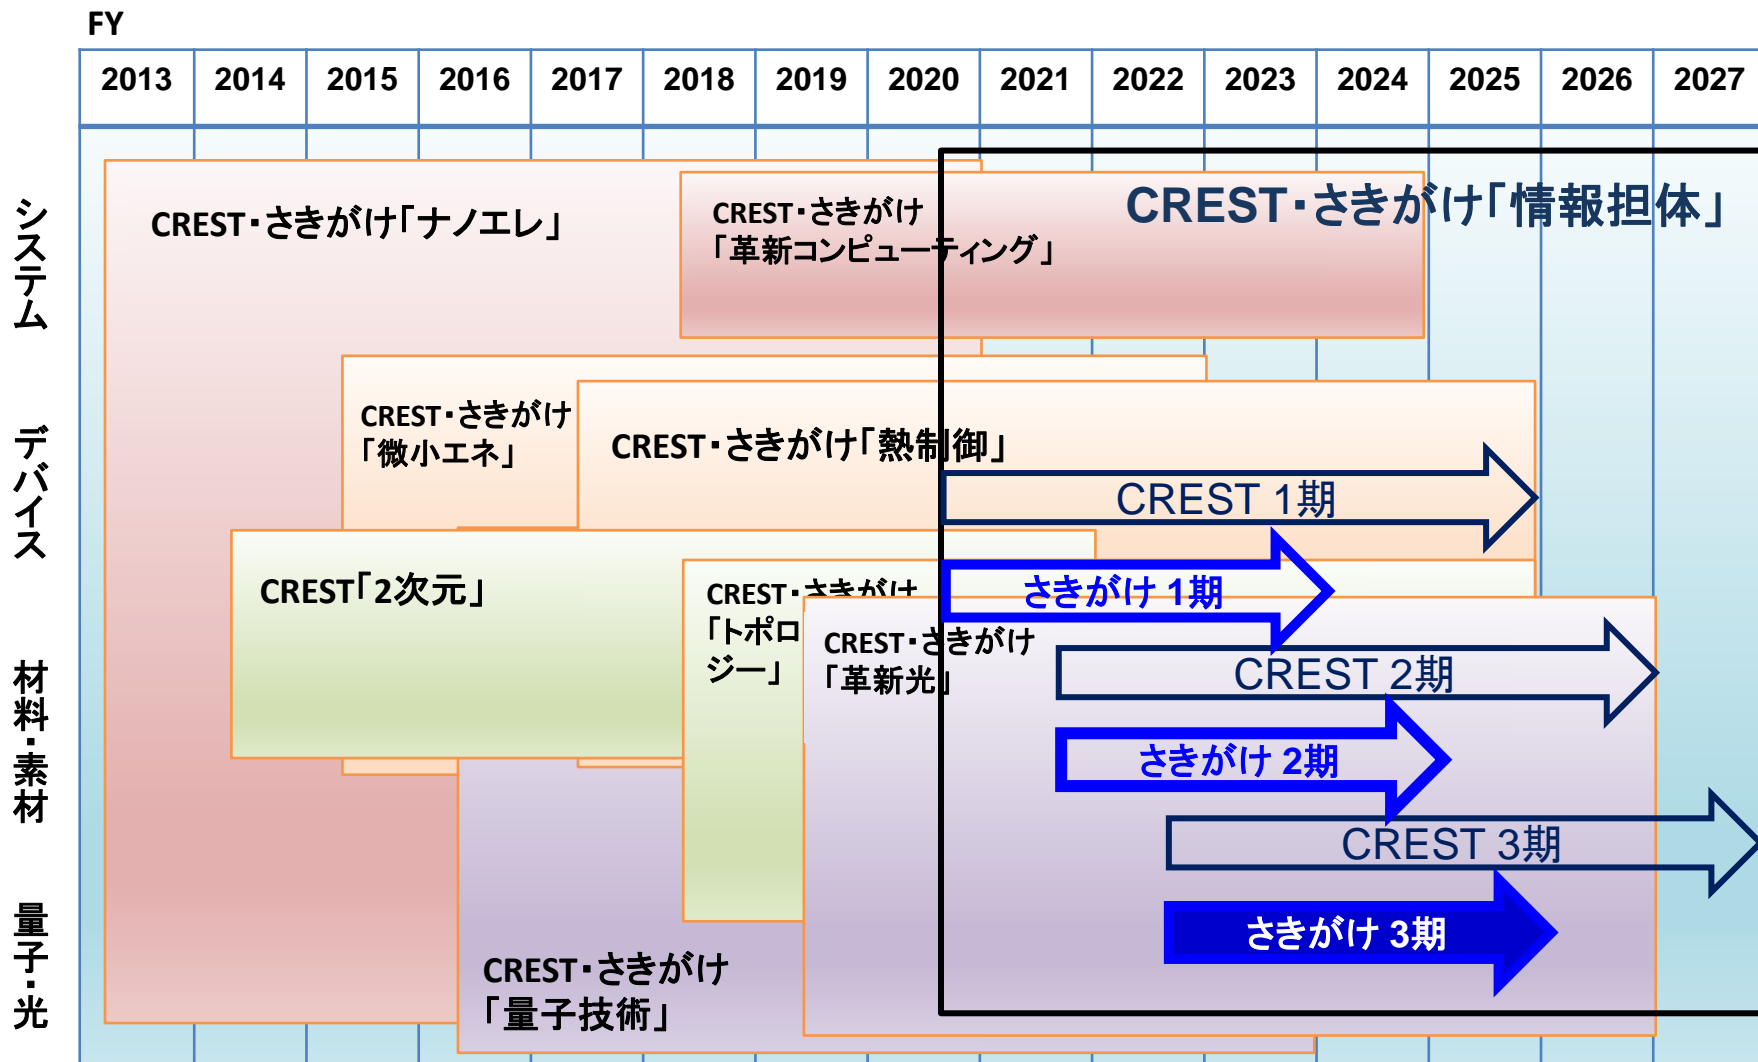 FY
2013 2014 2015 2016 2017 2018 2019 2020 2021 2022 2023 2024 2025 2026 2027
システム
デバイス
材料・素材
量子・光
CREST・さきがけ「ナノエレ」
CREST・さきがけ
「革新コンピューティング」
CREST・さきがけ「情報担体」
CREST・さきがけ
「微小エネ」
CREST・さきがけ「熱制御」
CREST 1期
CREST「2次元」
CREST・さきがけ
「トポロ
ジー」
さきがけ 1期
CREST・さきがけ
「革新光」
CREST 2期
さきがけ 2期
CREST 3期
さきがけ 3期
CREST・さきがけ
「量子技術」